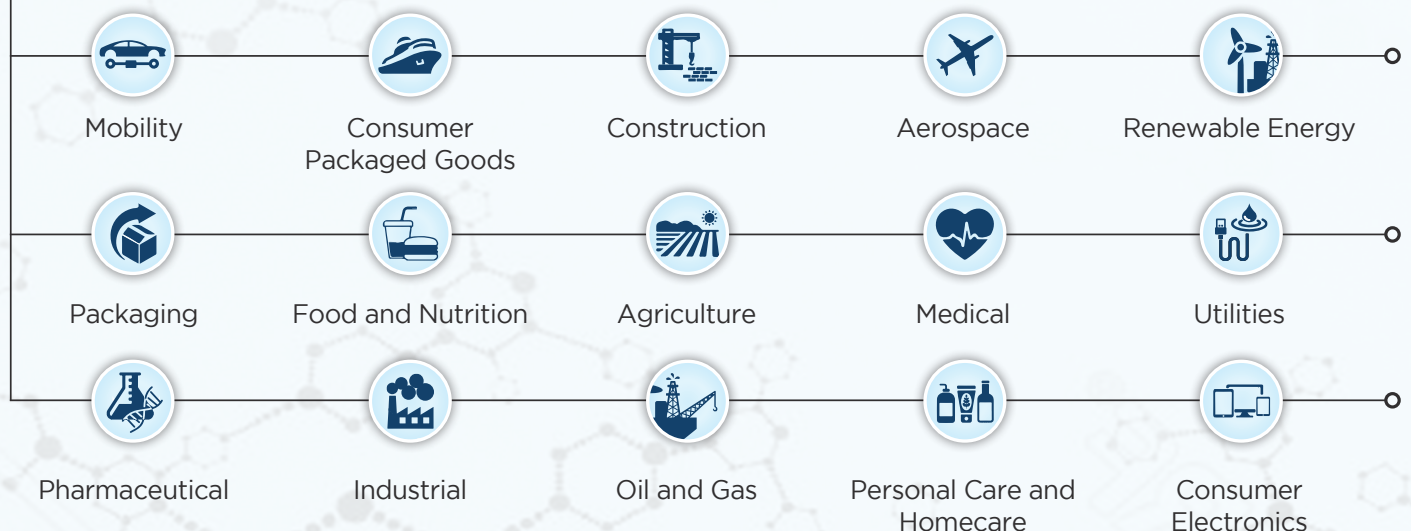 Mobility
Consumer
Packaged Goods
Construction
Aerospace
Renewable Energy
Packaging
Food and Nutrition
Agriculture
Medical
Utilities
Pharmaceutical
Industrial
Oil and Gas
Personal Care and
Homecare
Consumer
Electronics